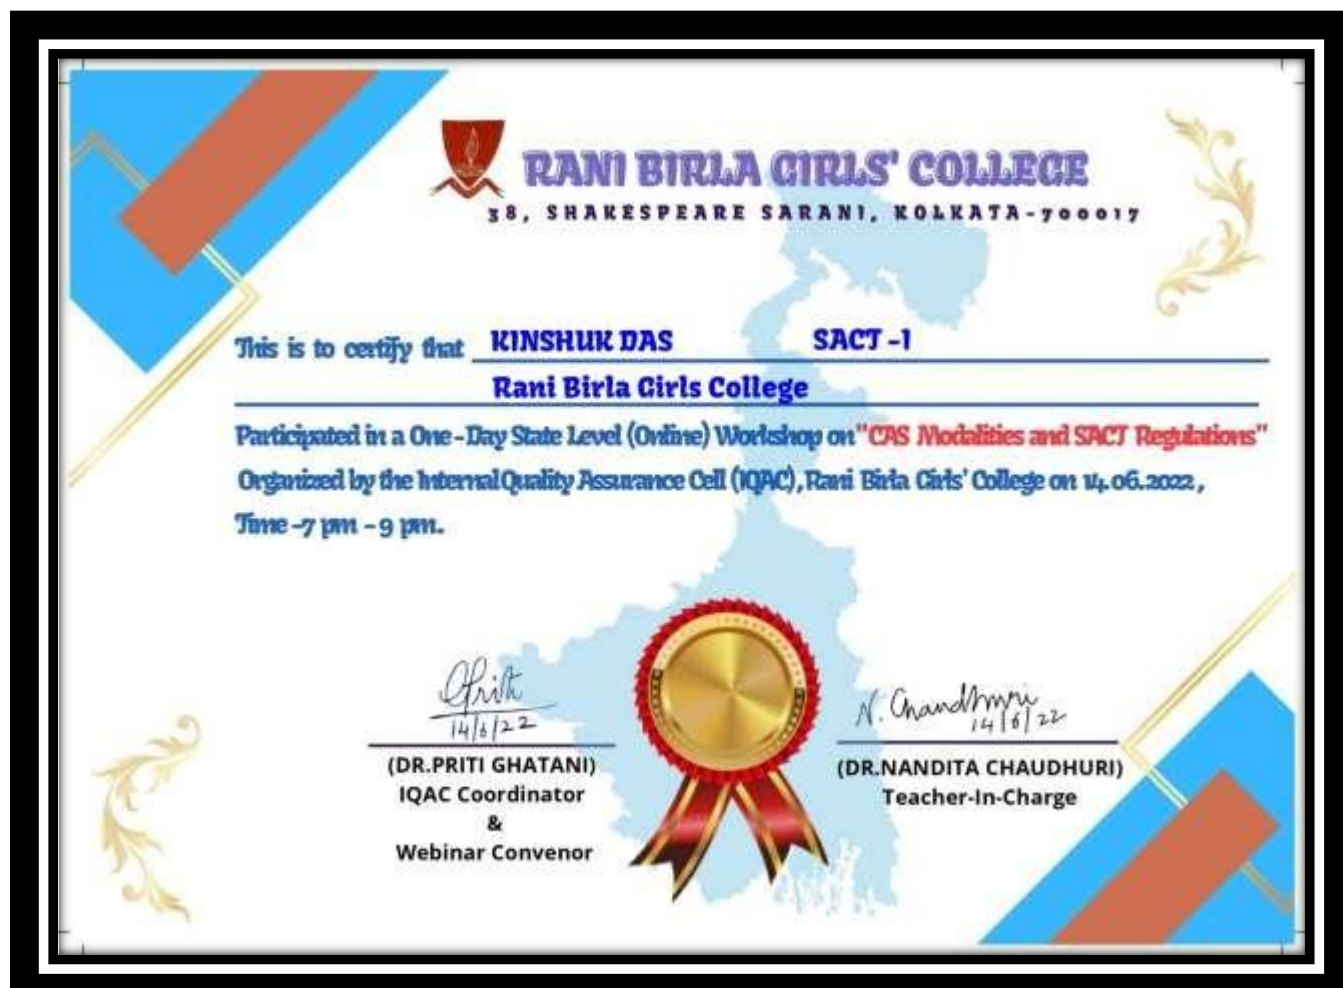 RANI BIRLA GIRLS' COLLEGE
38, SHAKESPEARE SARANI, KOLKATA-700017
This is to certify that KINSHUK DAS SACT -1
Rani Birla Girls College
Participated in a One-Day State Level (Online) Workshop on "CAS Modalities and SACT Regulations"
Organized by the Internal Quality Assurance Cell (IQAC), Rani Birla Girls' College on 14.06.2022,
Time -7 pm - 9 pm.
N. Chaudhuri
14/6/22
14/6/22
(DR.PRITI GHATANI)
(DR.NANDITA CHAUDHURI)
IQAC Coordinator
Teacher-In-Charge
&
Webinar Convenor